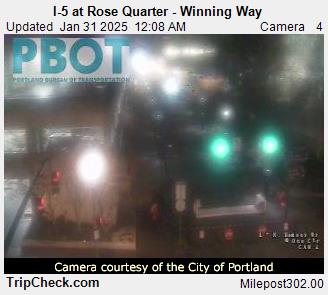 I-5 at Rose Quarter - Winning Way
Updated Jan 31 2025 12:08 AM Camera 4
PBOT
PORTLAND BUREAU OF TRANSPORTATION
Camera courtesy of the City of Portland
TripCheck.com Milepost302.00